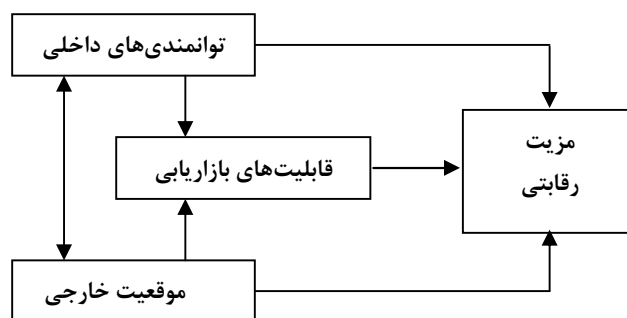 توانمندی‌های داخلی
قابلیت‌های بازاریابی
مزیت
رقابتی
موقعیت خارجی